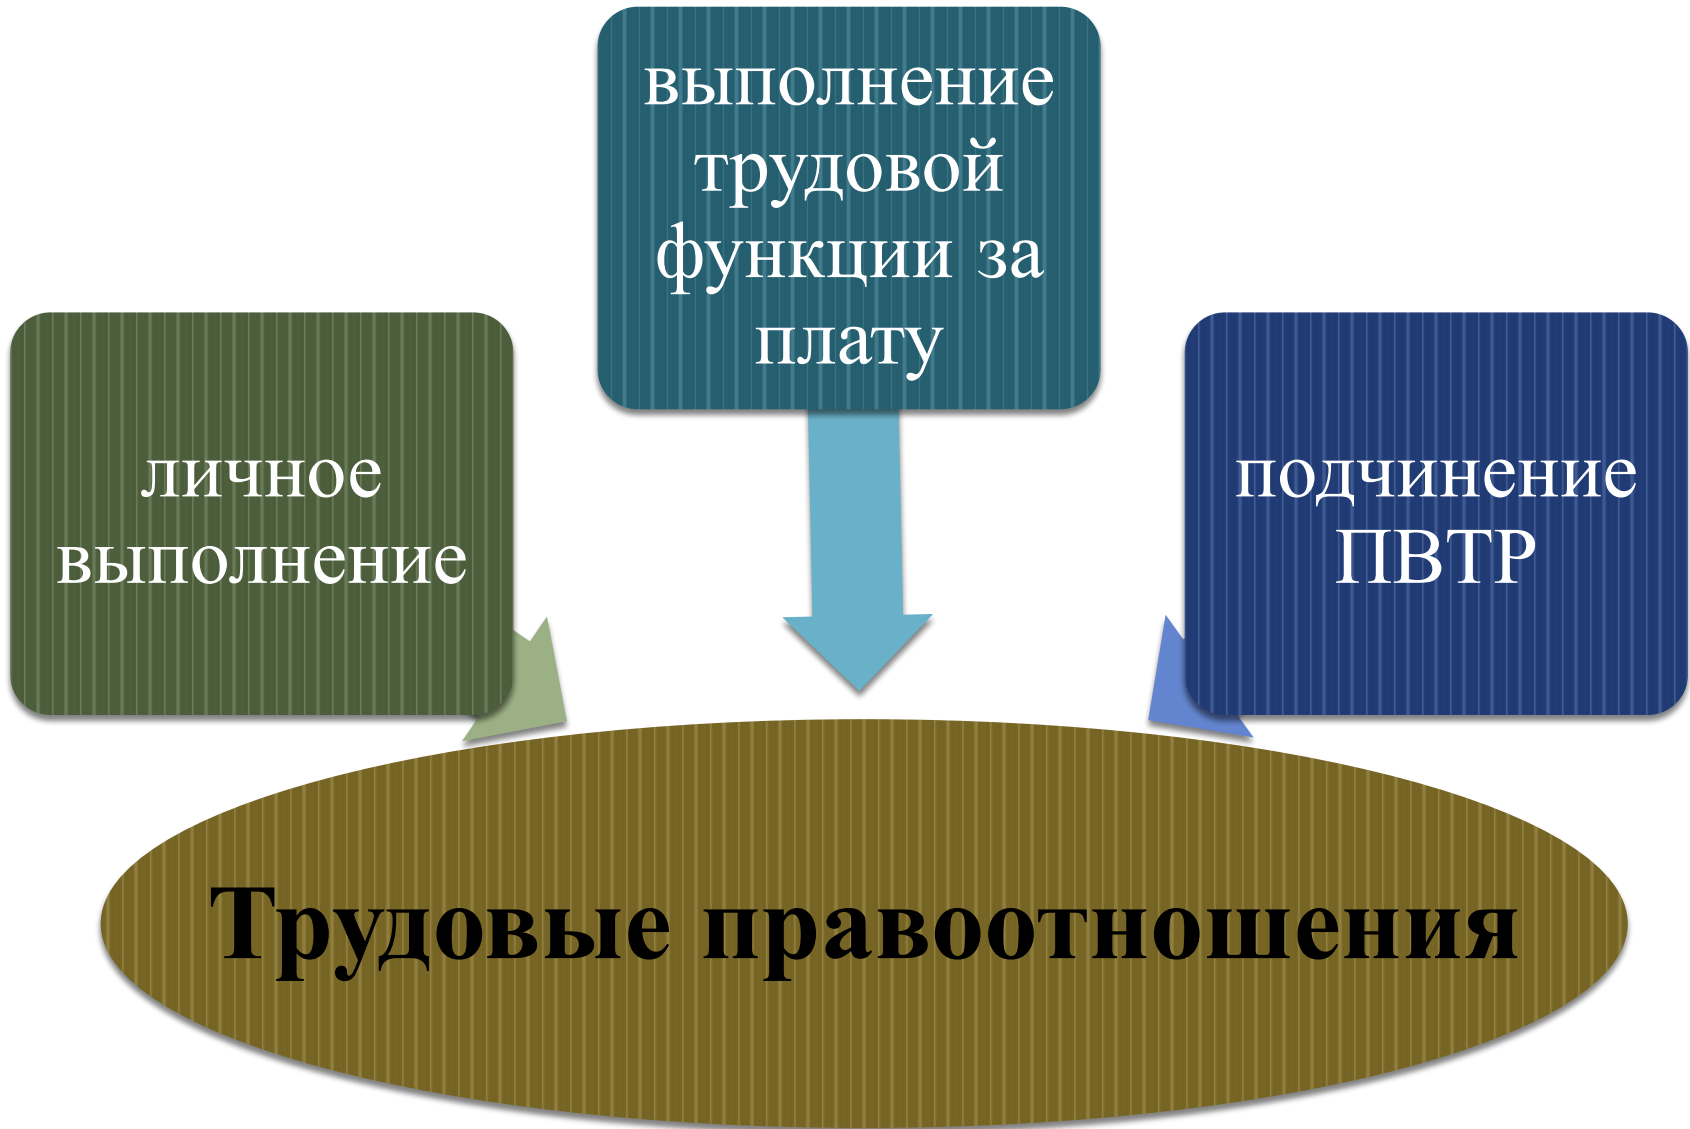 выполнение
трудовой
функции за
плату
личное
выполнение
подчинение
ПВТР
Трудовые правоотношения